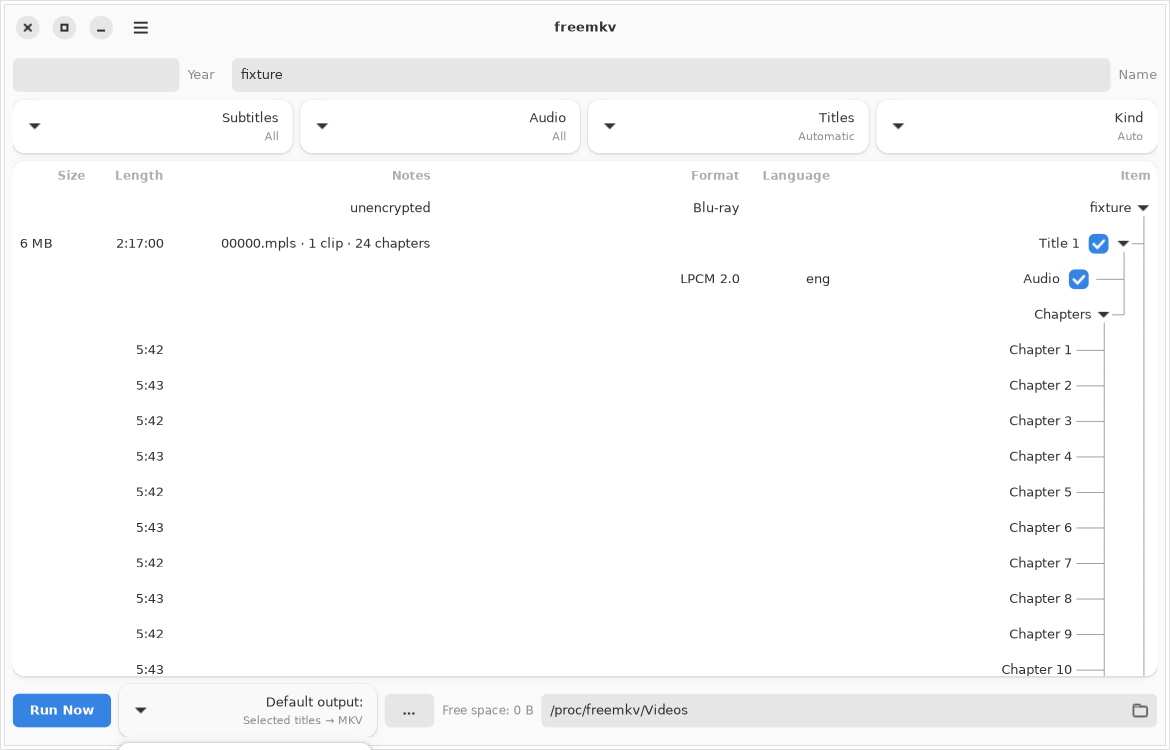 freemkv
Year
fixture
Name
Subtitles
All
Audio
All
Titles
Automatic
Kind
Auto
Size Length Notes Format Language Item
unencrypted Blu-ray fixture
6 MB 2:17:00 00000.mpls · 1 clip · 24 chapters Title 1
LPCM 2.0 eng Audio
Chapters
5:42 Chapter 1
5:43 Chapter 2
5:42 Chapter 3
5:43 Chapter 4
5:42 Chapter 5
5:43 Chapter 6
5:42 Chapter 7
5:43 Chapter 8
5:42 Chapter 9
5:43 Chapter 10
Run Now
Default output:
Selected titles → MKV
...
Free space: 0 B
/proc/freemkv/Videos